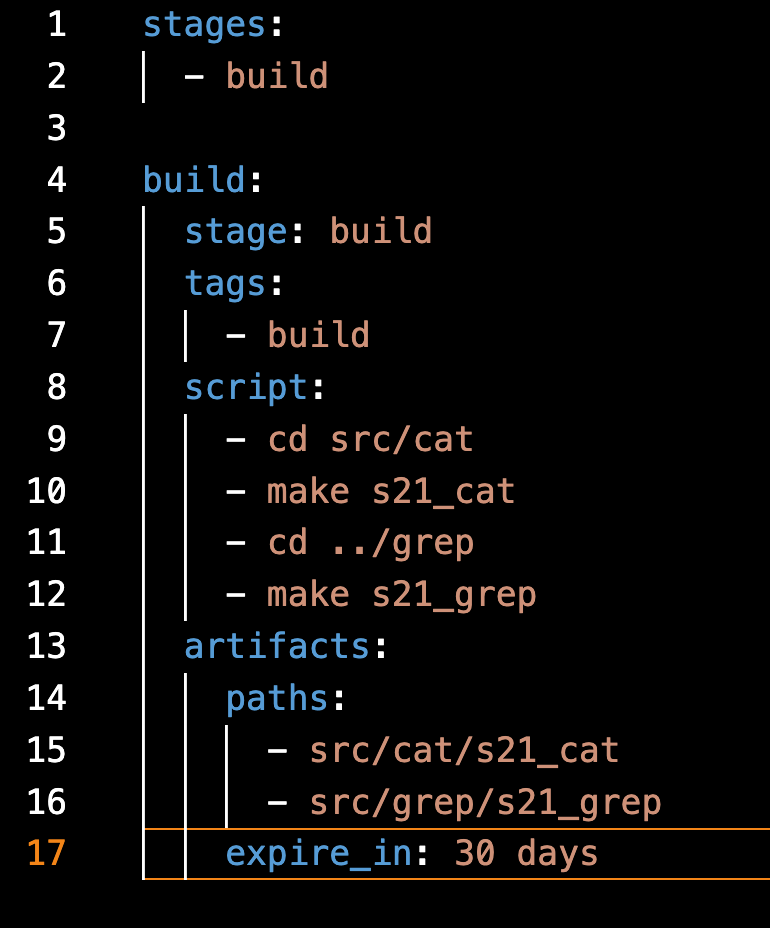 1 stages:
2   - build
3
4 build:
5   stage: build
6   tags:
7     - build
8   script:
9     - cd src/cat
10     - make s21_cat
11     - cd ../grep
12     - make s21_grep
13   artifacts:
14     paths:
15       - src/cat/s21_cat
16       - src/grep/s21_grep
17     expire_in: 30 days